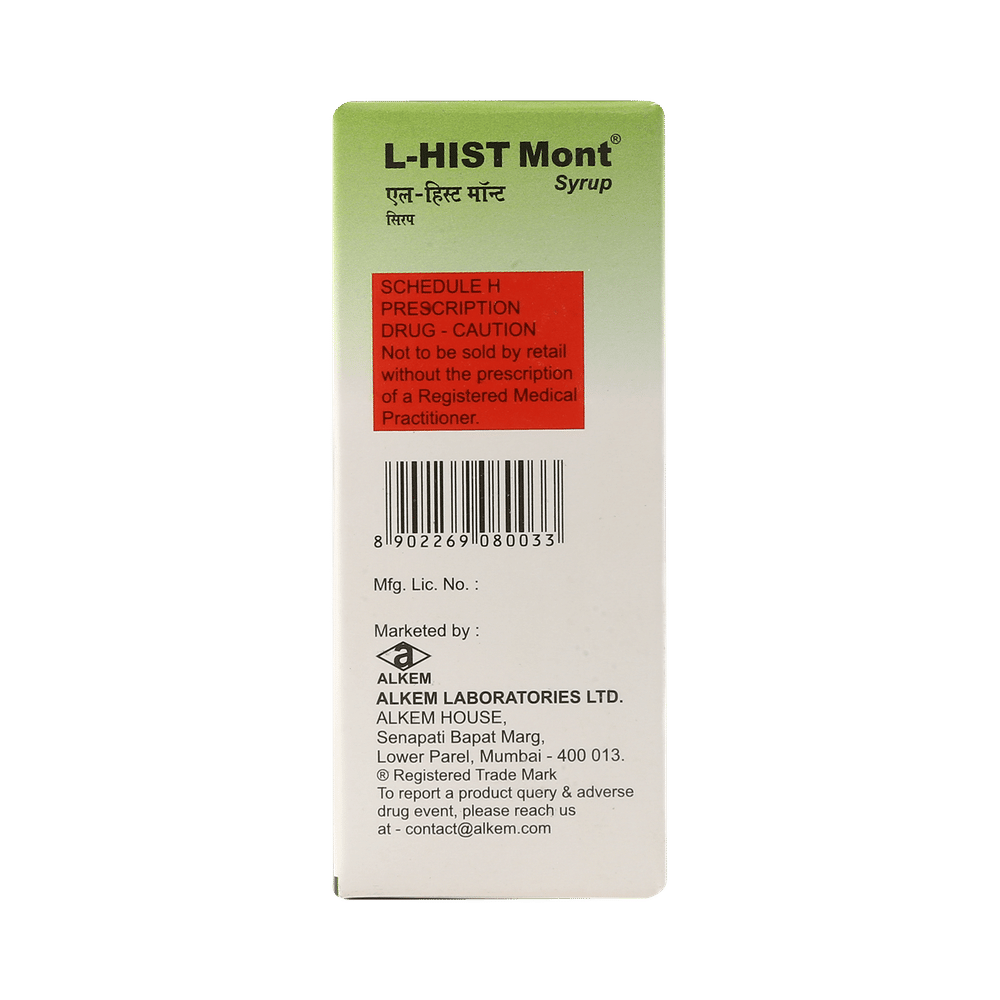 L-HIST Mont®
Syrup
एल-हिस्ट मॉन्ट
सिरप
SCHEDULE H
PRESCRIPTION
DRUG - CAUTION
Not to be sold by retail
without the prescription
of a Registered Medical
Practitioner.
8 902269 080033
Mfg. Lic. No. :
Marketed by :
a
ALKEM
ALKEM LABORATORIES LTD.
ALKEM HOUSE,
Senapati Bapat Marg,
Lower Parel, Mumbai - 400 013.
® Registered Trade Mark
To report a product query & adverse
drug event, please reach us
at - contact@alkem.com